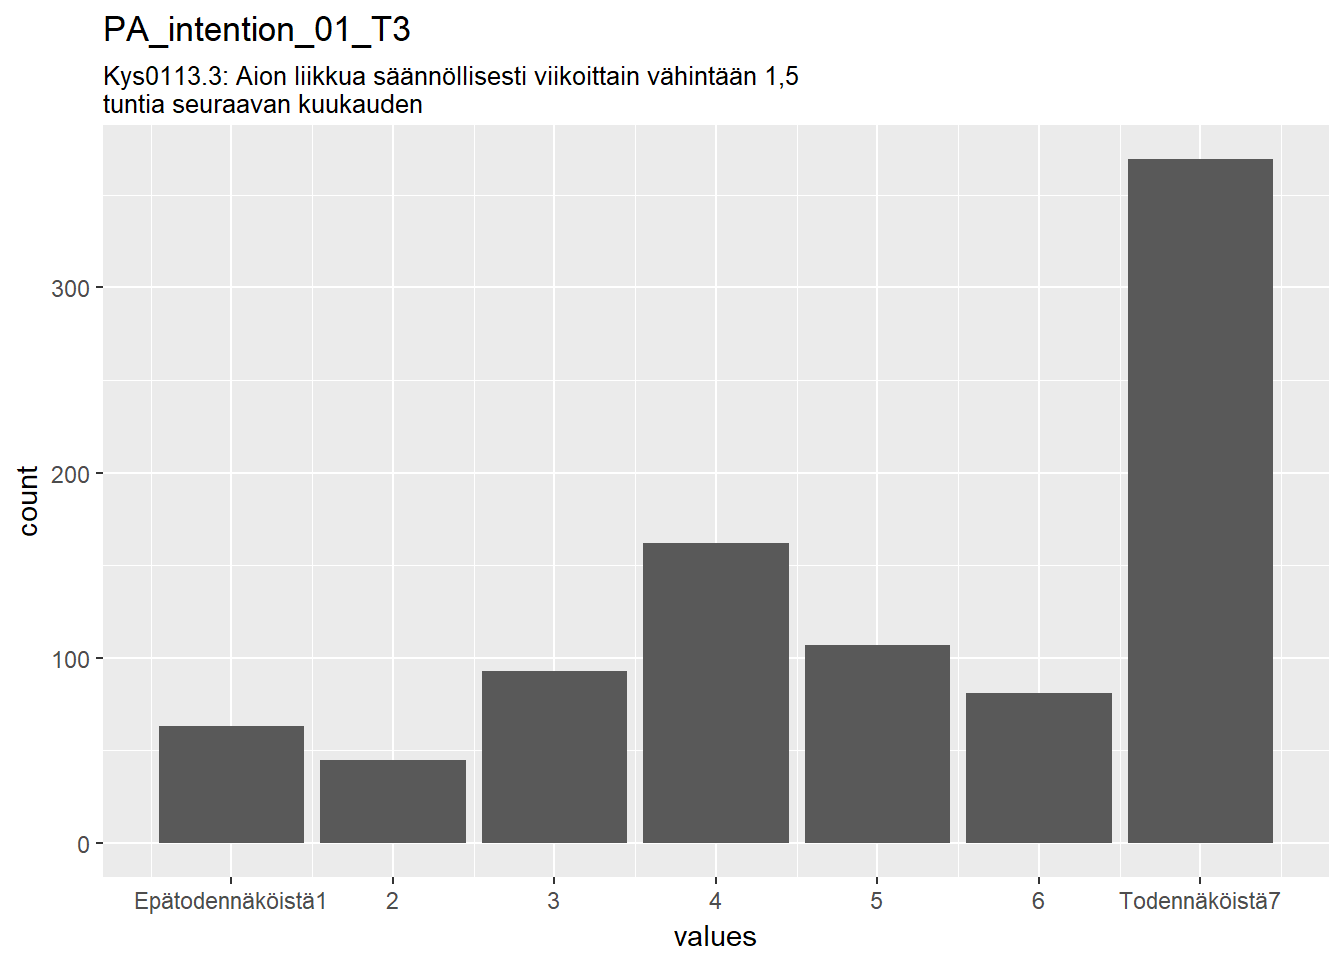 PA_intention_01_T3
Kys0113.3: Aion liikkua säännöllisesti viikoittain vähintään 1,5
tuntia seuraavan kuukauden
count
300
200
100
0
Epätodennäköistä1 2 3 4 5 6 Todennäköistä7
values